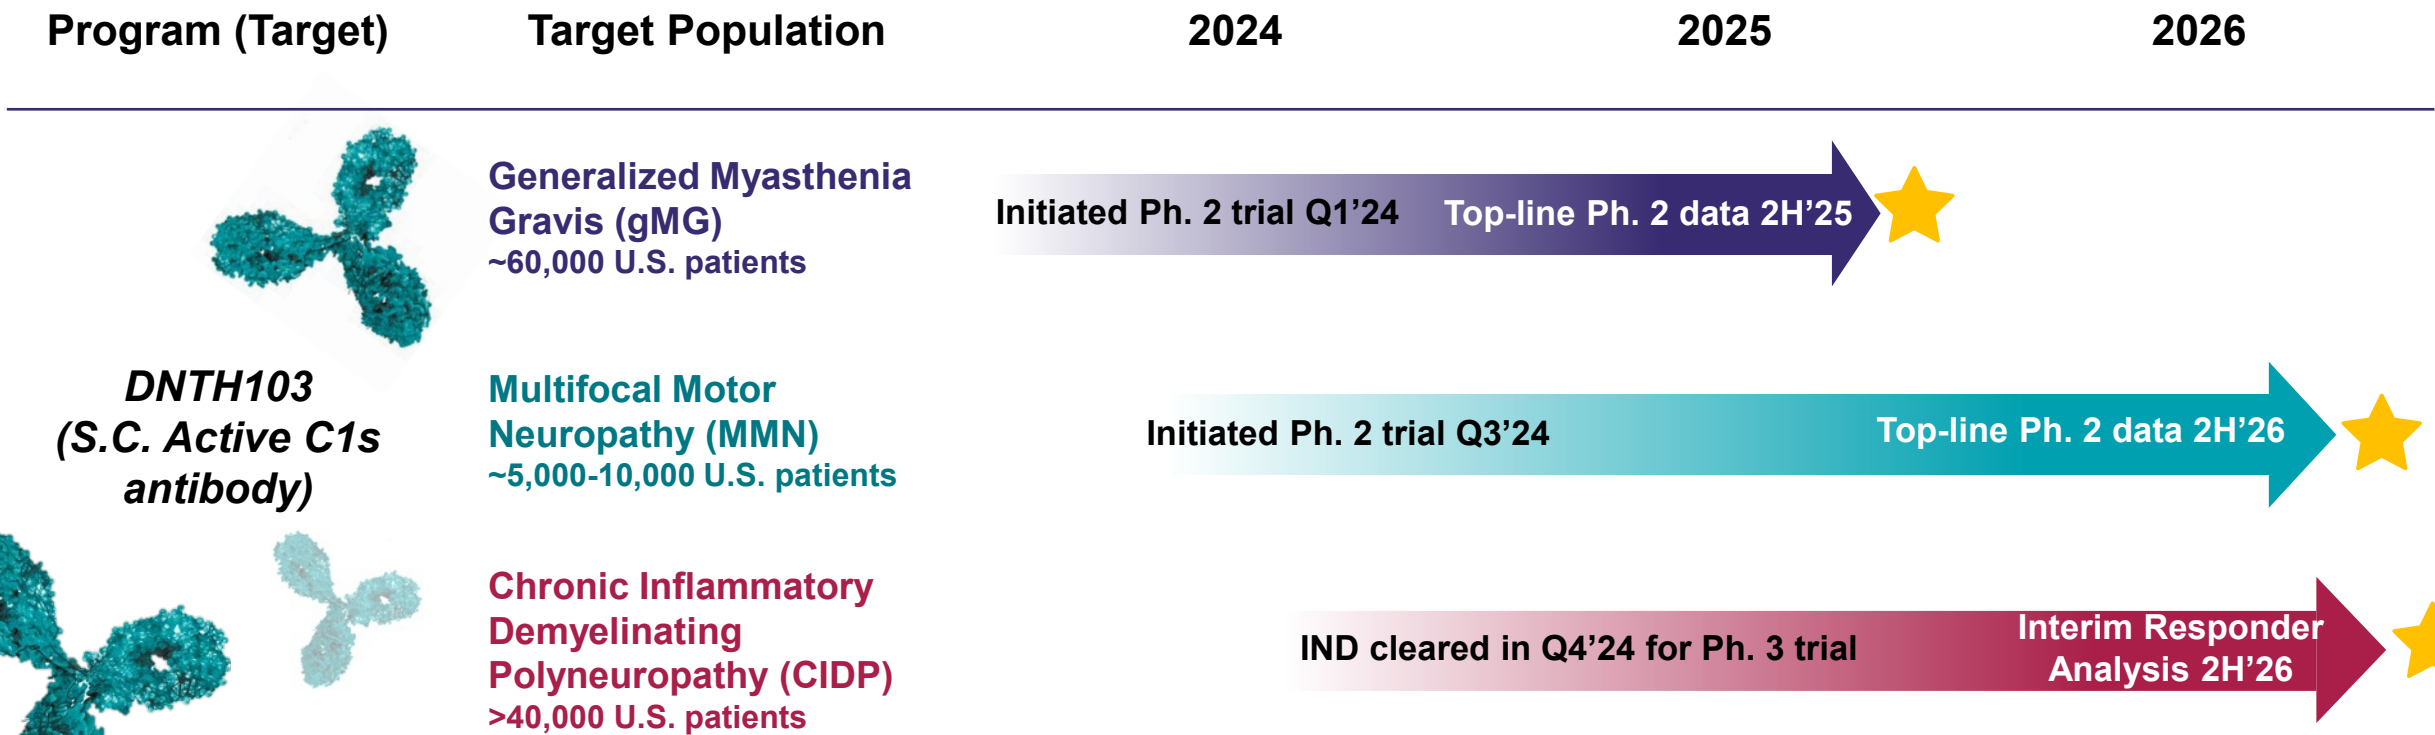 Program (Target)
Target Population
2024
2025
2026
Generalized Myasthenia
Gravis (gMG)
~60,000 U.S. patients
Initiated Ph. 2 trial Q1’24
Top-line Ph. 2 data 2H’25
DNTH103
(S.C. Active C1s
antibody)
Multifocal Motor
Neuropathy (MMN)
~5,000-10,000 U.S. patients
Initiated Ph. 2 trial Q3’24
Top-line Ph. 2 data 2H’26
Chronic Inflammatory
Demyelinating
Polyneuropathy (CIDP)
>40,000 U.S. patients
IND cleared in Q4’24 for Ph. 3 trial
Interim Responder
Analysis 2H’26